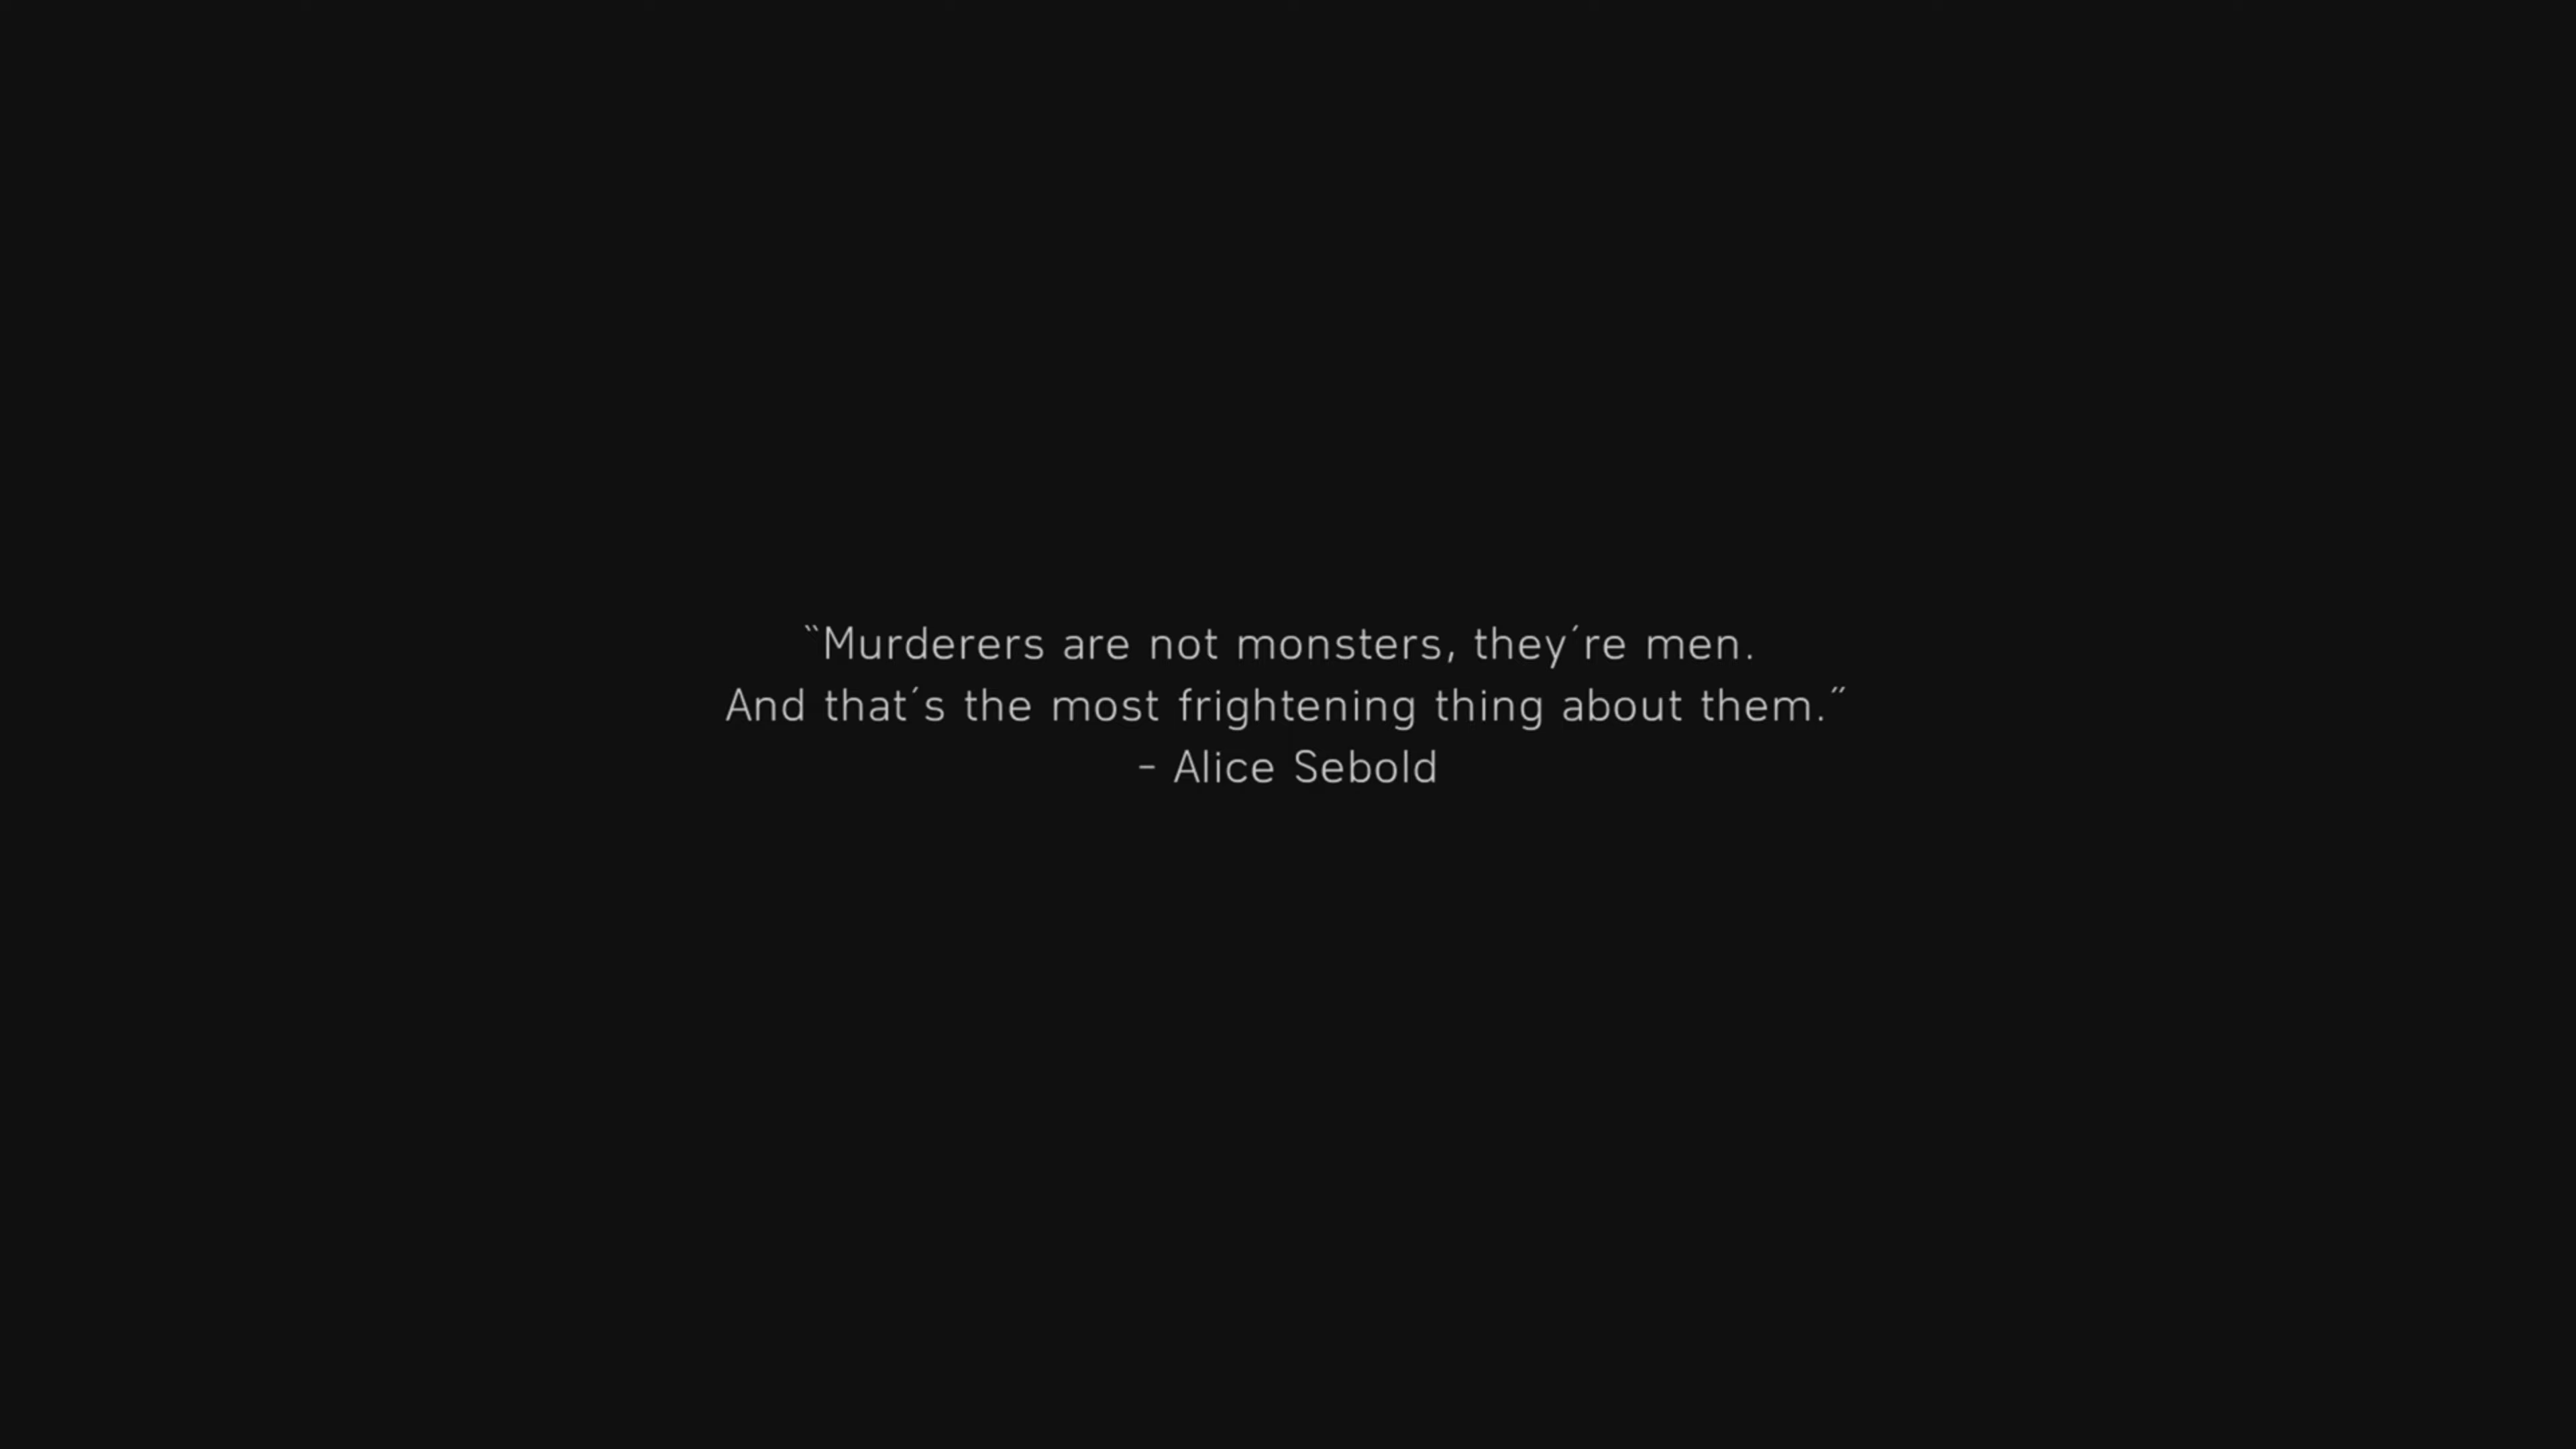 “Murderers are not monsters, they´re men.
And that´s the most frightening thing about them.”
- Alice Sebold